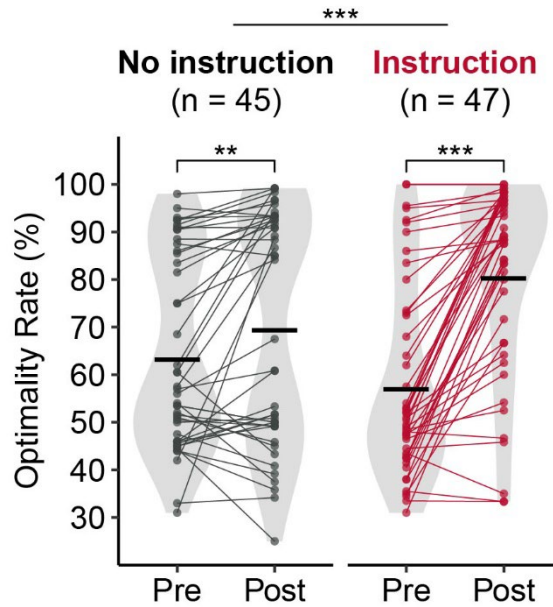 ***
No instruction Instruction
(n = 45) (n = 47)
** ***
100
90
80
70
60
50
40
30
Optimality Rate (%)
Pre Post Pre Post